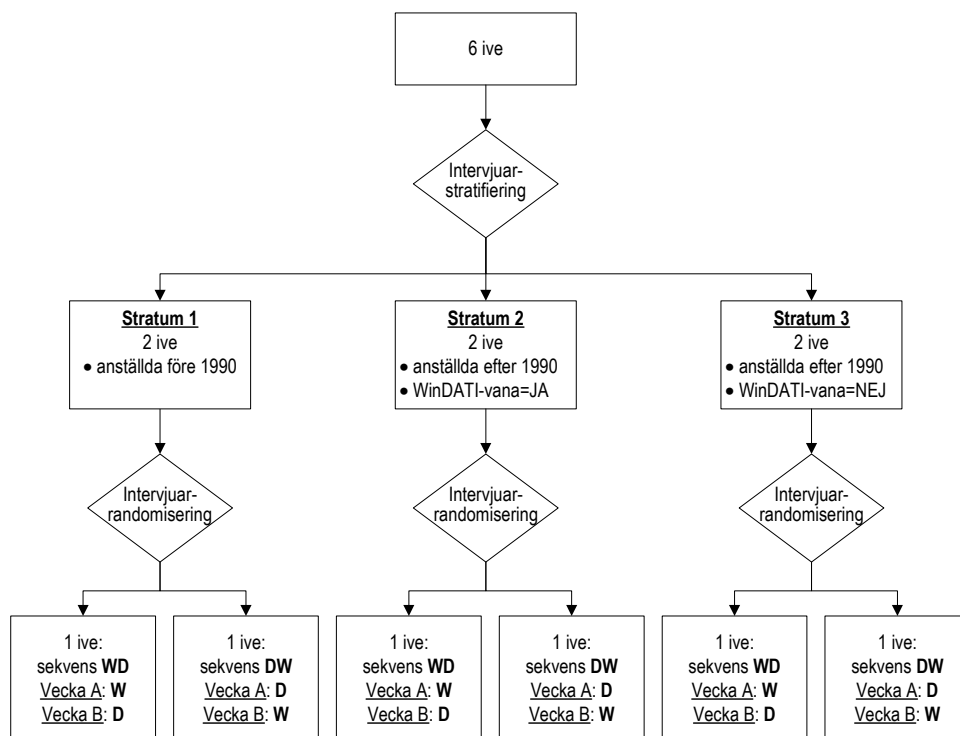 6 ive
Intervjuar-
stratifiering
Stratum 1
2 ive
• anställda före 1990
Stratum 2
2 ive
• anställda efter 1990
• WinDATI-vana=JA
Stratum 3
2 ive
• anställda efter 1990
• WinDATI-vana=NEJ
Intervjuar-
randomisering
Intervjuar-
randomisering
Intervjuar-
randomisering
1 ive:
sekvens WD
Vecka A: W
Vecka B: D
1 ive:
sekvens DW
Vecka A: D
Vecka B: W
1 ive:
sekvens WD
Vecka A: W
Vecka B: D
1 ive:
sekvens DW
Vecka A: D
Vecka B: W
1 ive:
sekvens WD
Vecka A: W
Vecka B: D
1 ive:
sekvens DW
Vecka A: D
Vecka B: W